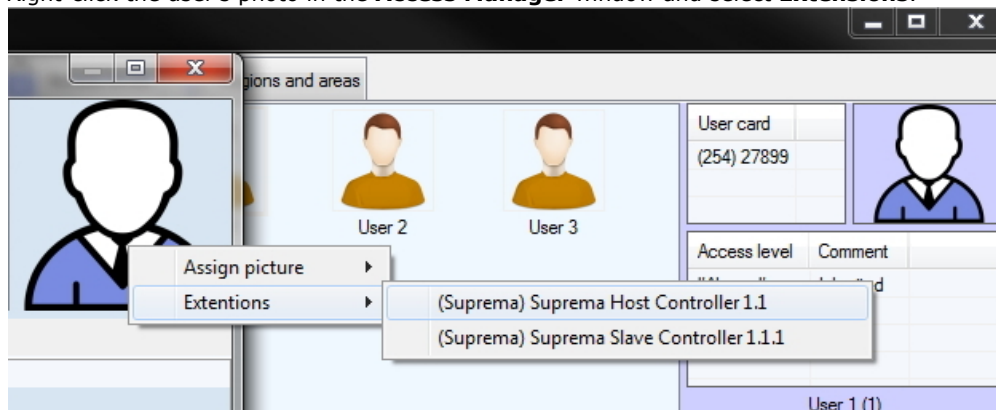 Right-click the user's photo in the Access Manager window and select Extensions.
gions and areas
User card
(254) 27899
User 2
User 3
Access level Comment
Assign picture
Extentions
(Suprema) Suprema Host Controller 1.1
(Suprema) Suprema Slave Controller 1.1.1
User 1 (1)